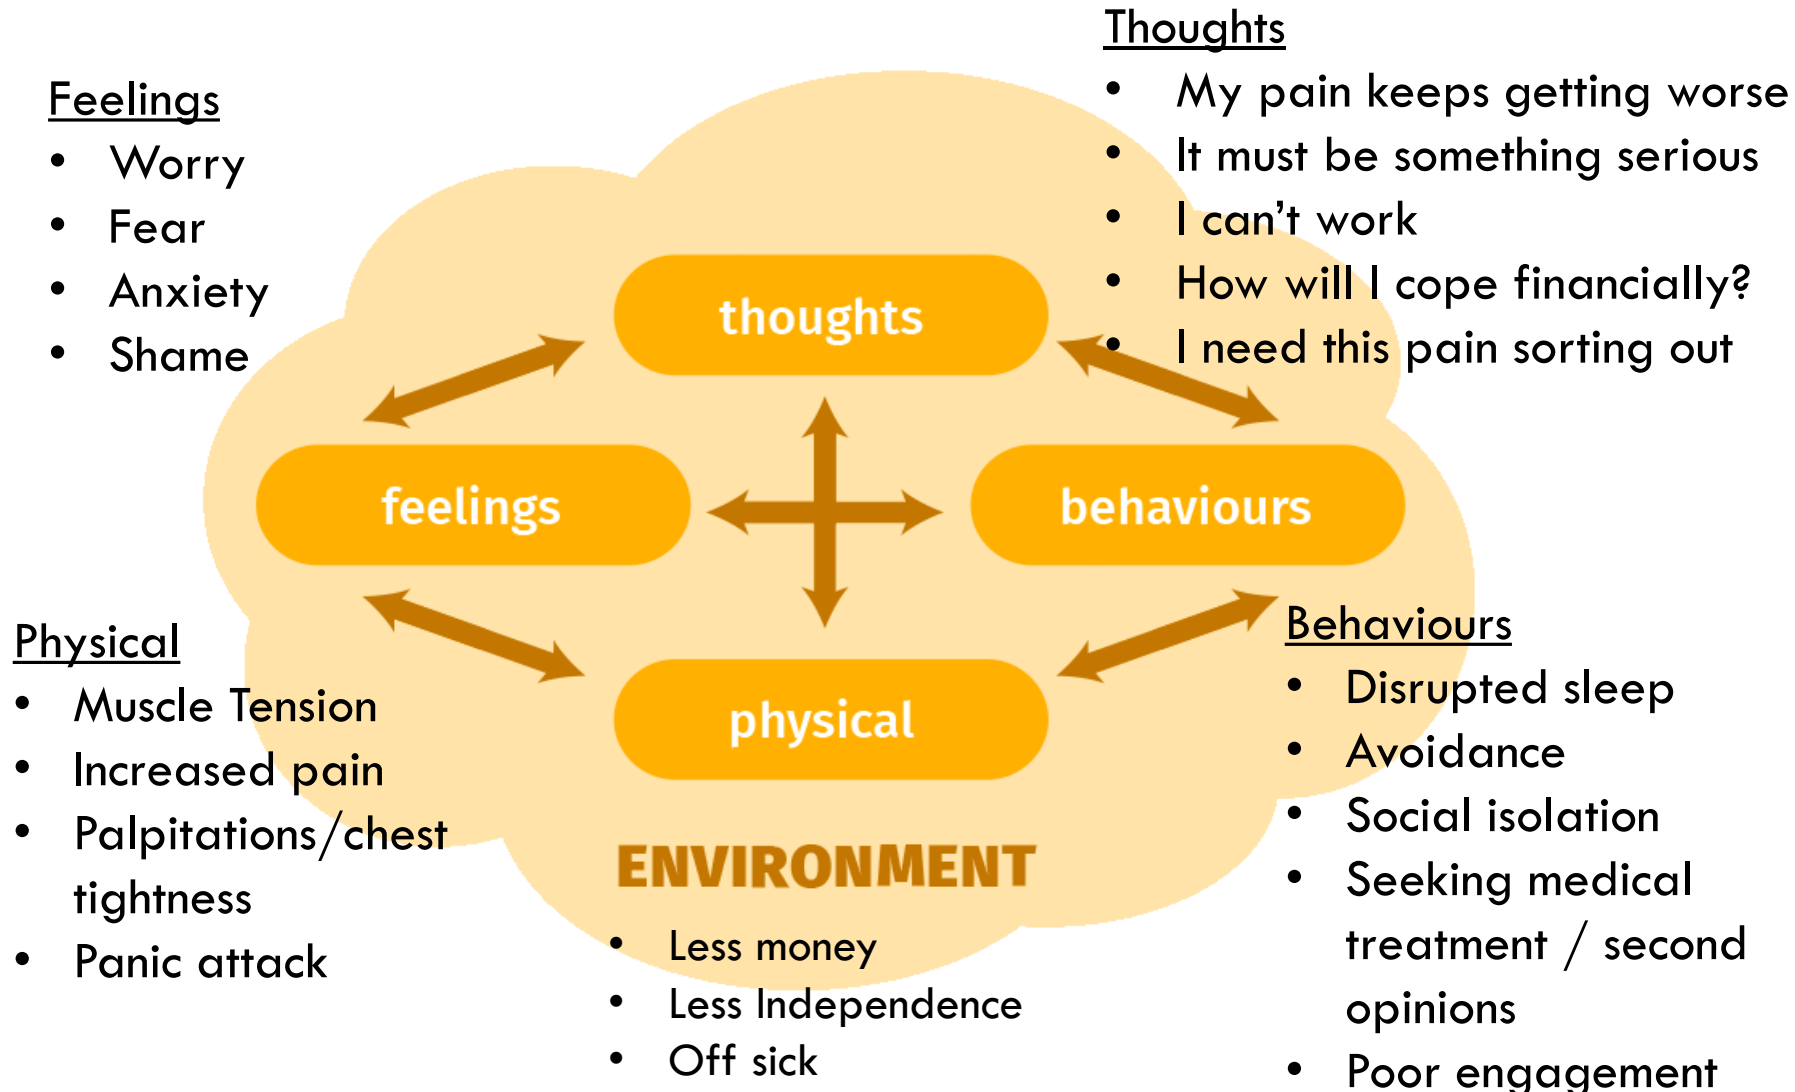 Thoughts
• My pain keeps getting worse
• It must be something serious
• I can’t work
• How will I cope financially?
• I need this pain sorting out
Feelings
• Worry
• Fear
• Anxiety
• Shame
thoughts
feelings
behaviours
physical
Physical
• Muscle Tension
• Increased pain
• Palpitations/chest
tightness
• Panic attack
ENVIRONMENT
• Less money
• Less Independence
• Off sick
Behaviours
• Disrupted sleep
• Avoidance
• Social isolation
• Seeking medical
treatment / second
opinions
• Poor engagement